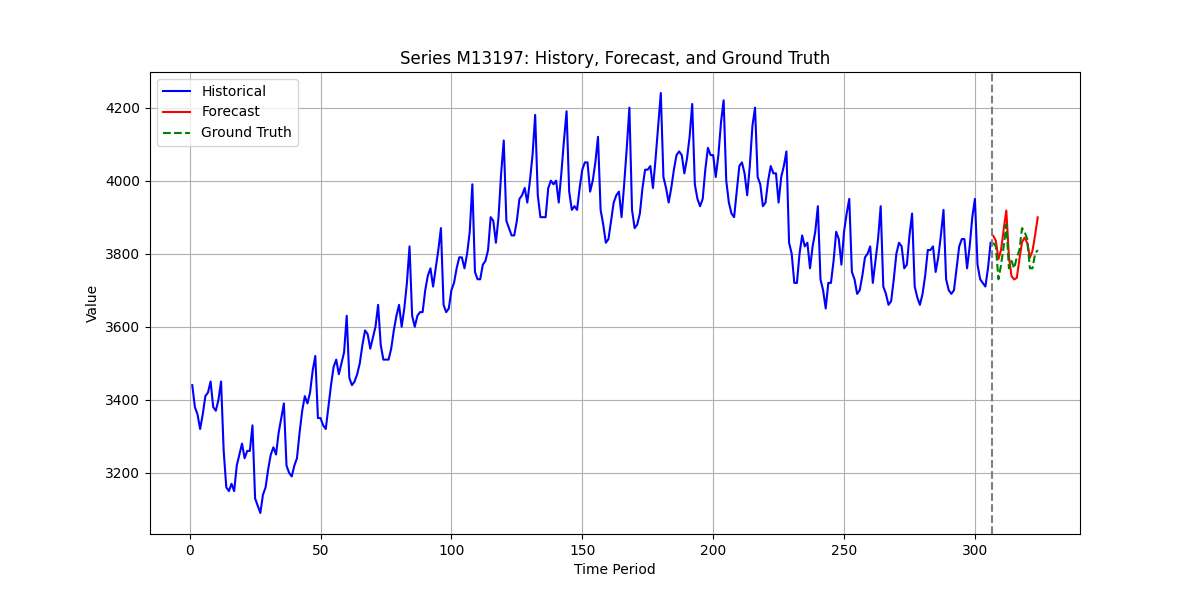 Series M13197: History, Forecast, and Ground Truth
Historical
Forecast
Ground Truth
4200
4000
3800
3600
3400
3200
Value
0 50 100 150 200 250 300
Time Period